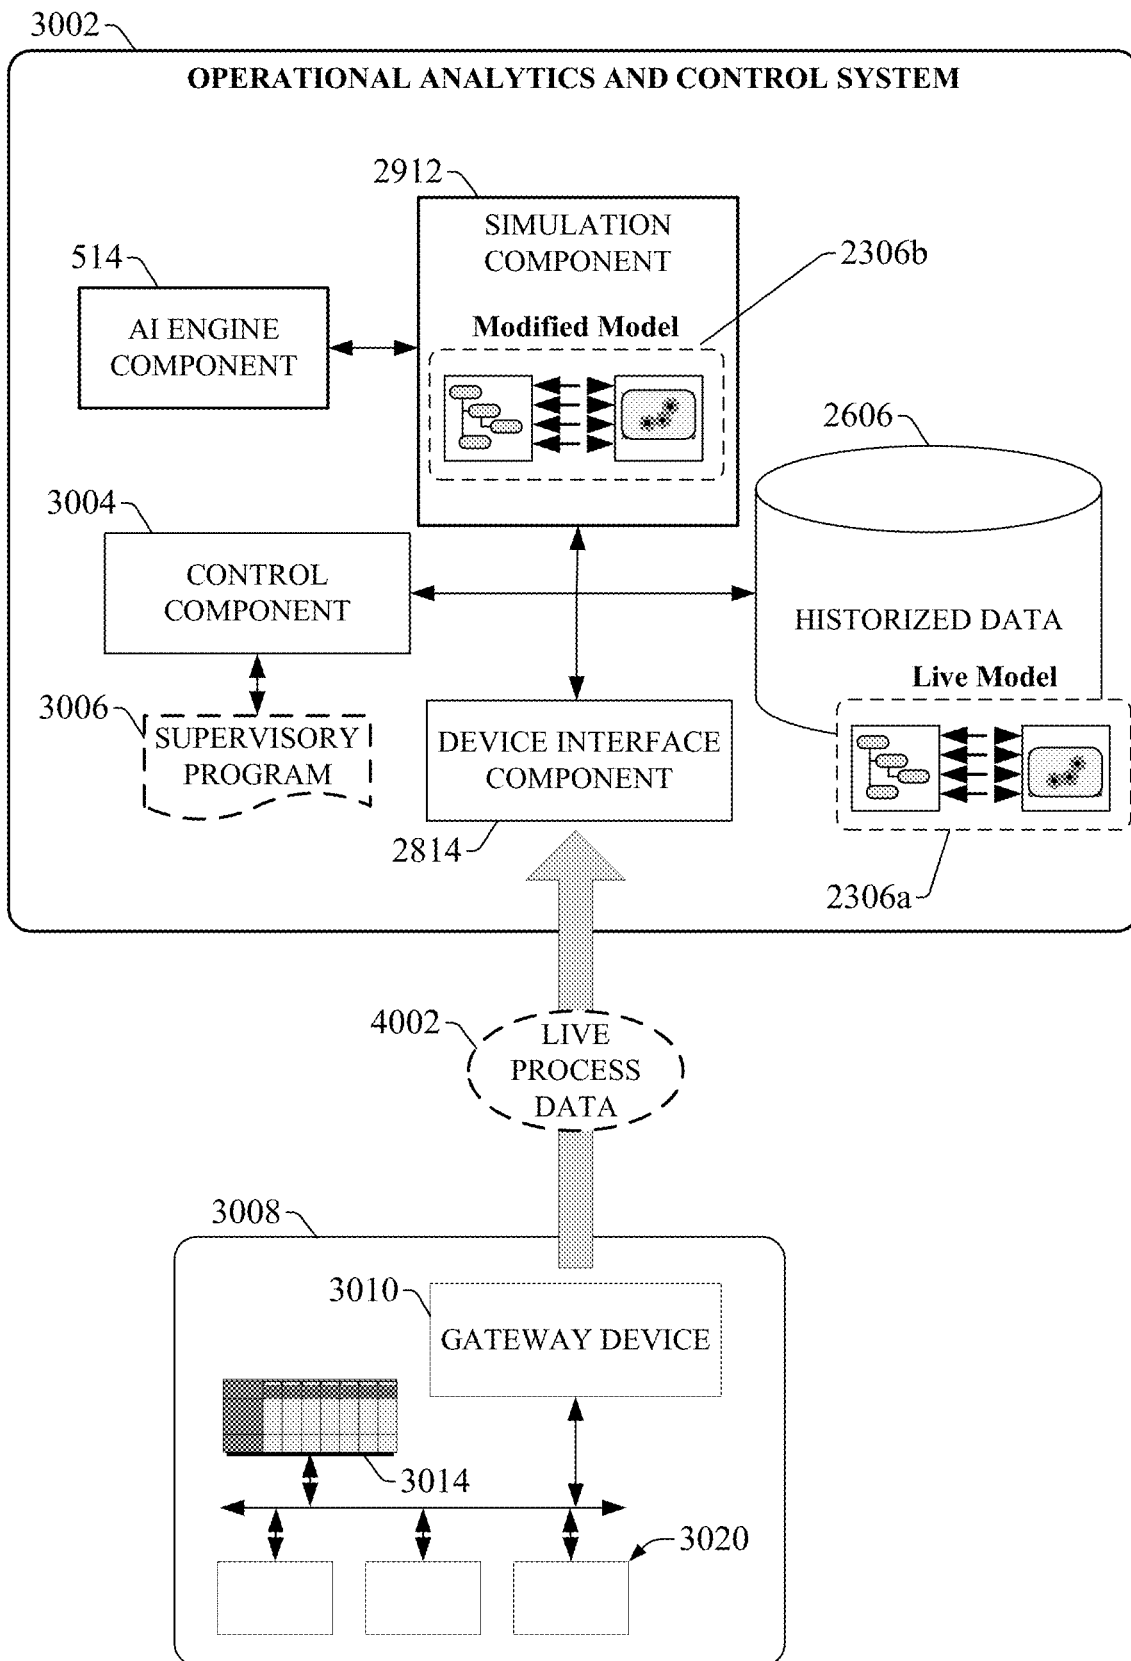 3002
OPERATIONAL ANALYTICS AND CONTROL SYSTEM
2912
SIMULATION
COMPONENT
2306b
514
AI ENGINE
COMPONENT
Modified Model
2606
3004
CONTROL
COMPONENT
HISTORIZED DATA
Live Model
3006
SUPERVISORY
PROGRAM
DEVICE INTERFACE
COMPONENT
2814
2306a
4002
LIVE
PROCESS
DATA
3008
3010
GATEWAY DEVICE
3014
3020